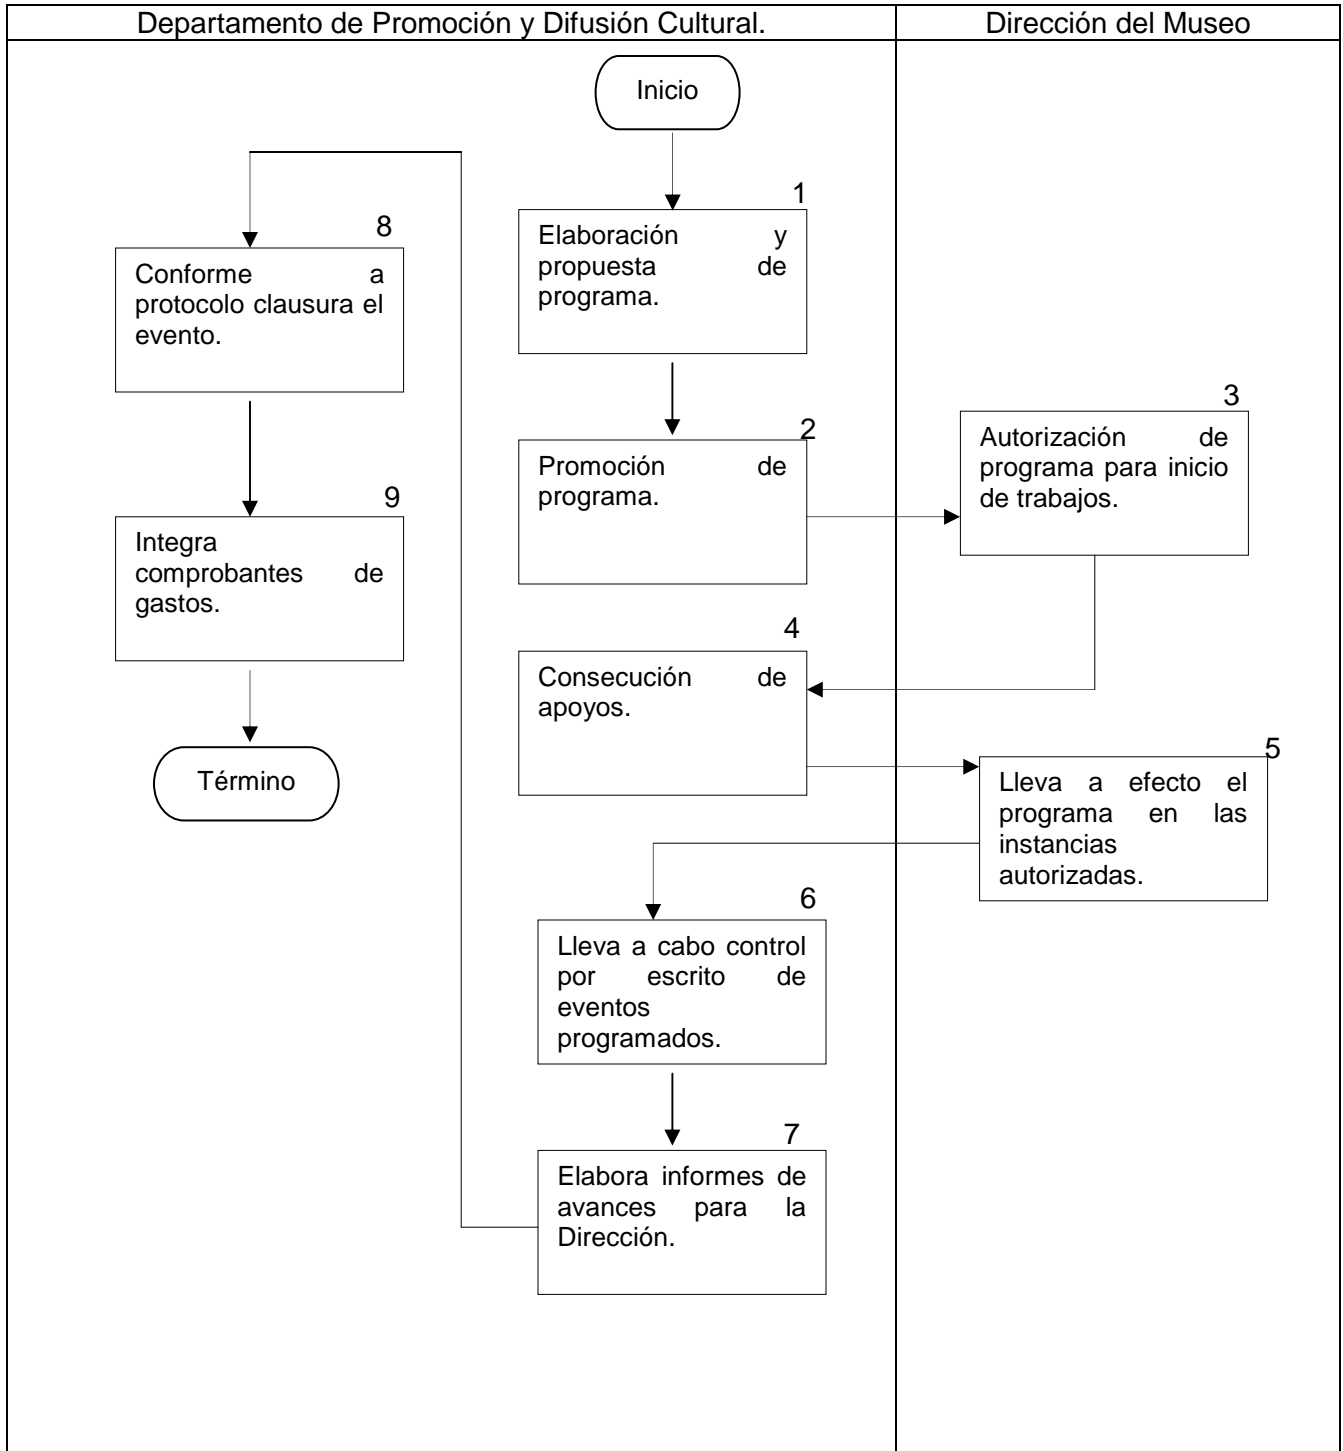 Departamento de Promoción y Difusión Cultural.
Dirección del Museo
Inicio
1
Elaboración y
propuesta de
programa.
2
Promoción de
programa.
3
Autorización de
programa para inicio
de trabajos.
4
Consecución de
apoyos.
5
Lleva a efecto el
programa en las
instancias
autorizadas.
6
Lleva a cabo control
por escrito de
eventos
programados.
7
Elabora informes de
avances para la
Dirección.
8
Conforme a
protocolo clausura el
evento.
9
Integra
comprobantes de
gastos.
Término